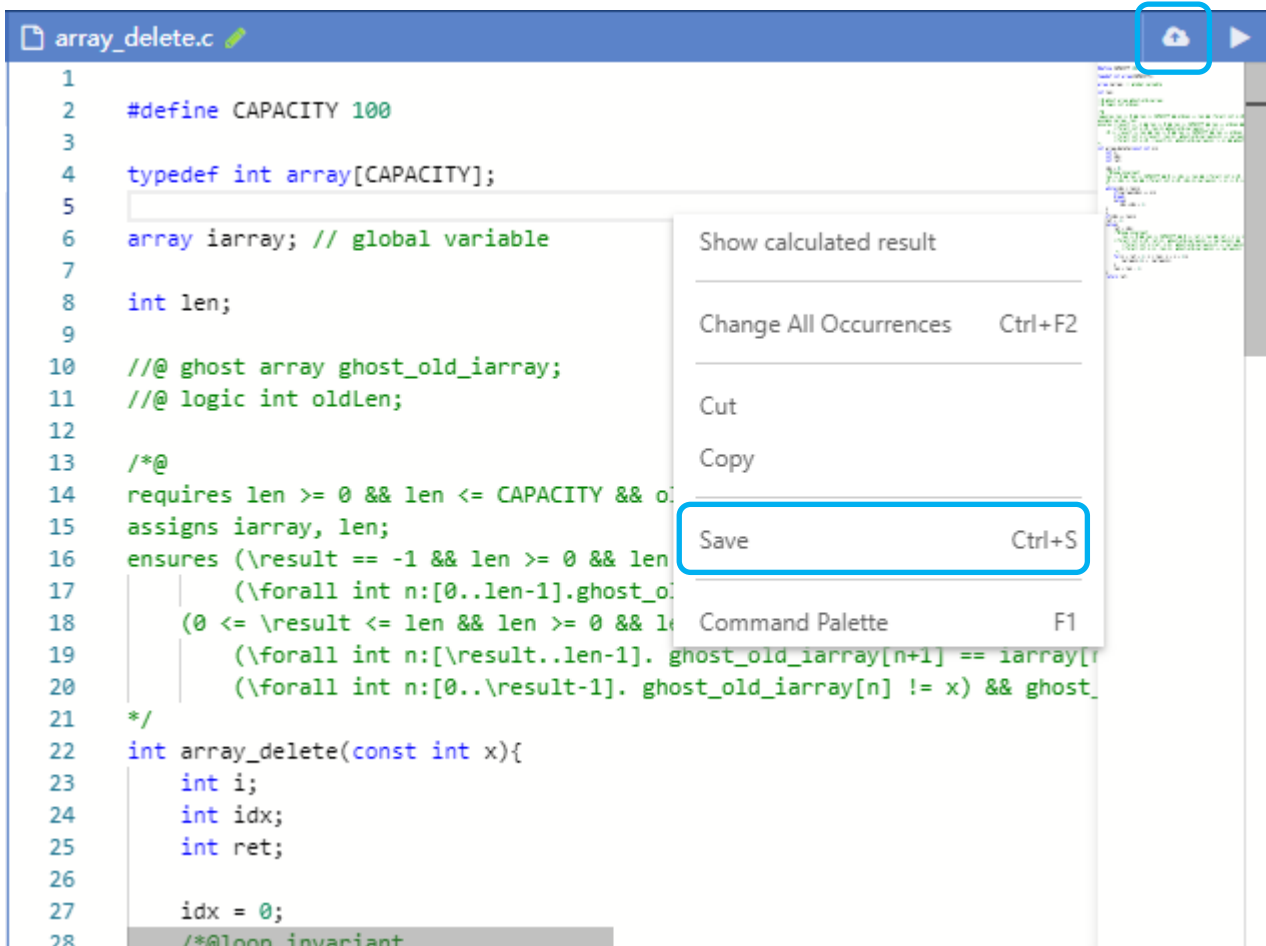 array_delete.c
1
2 #define CAPACITY 100
3
4 typedef int array[CAPACITY];
5
6 array iarray; // global variable
7
8 int len;
9
10 //@ ghost array ghost_old_iarray;
11 //@ logic int oldLen;
12
13 /*@
14 requires len >= 0 && len <= CAPACITY &&
15 assigns iarray, len;
16 ensures (\result == -1 && len >= 0 && len
17 (\forall int n:[0..len-1].
18 (0 <= \result <= len && len >= 0 &&
19 (\forall int n:[\result..len-1]. ghost_old_iarray[n+1] ==
20 (\forall int n:[0..\result-1]. ghost_old_iarray[n] != x) && ghost_
21 */
22 int array_delete(const int x){
23 int i;
24 int idx;
25 int ret;
26
27 idx = 0;
28 /*@loop invariant
Show calculated result
Change All Occurrences Ctrl+F2
Cut
Copy
Save Ctrl+S
Command Palette F1